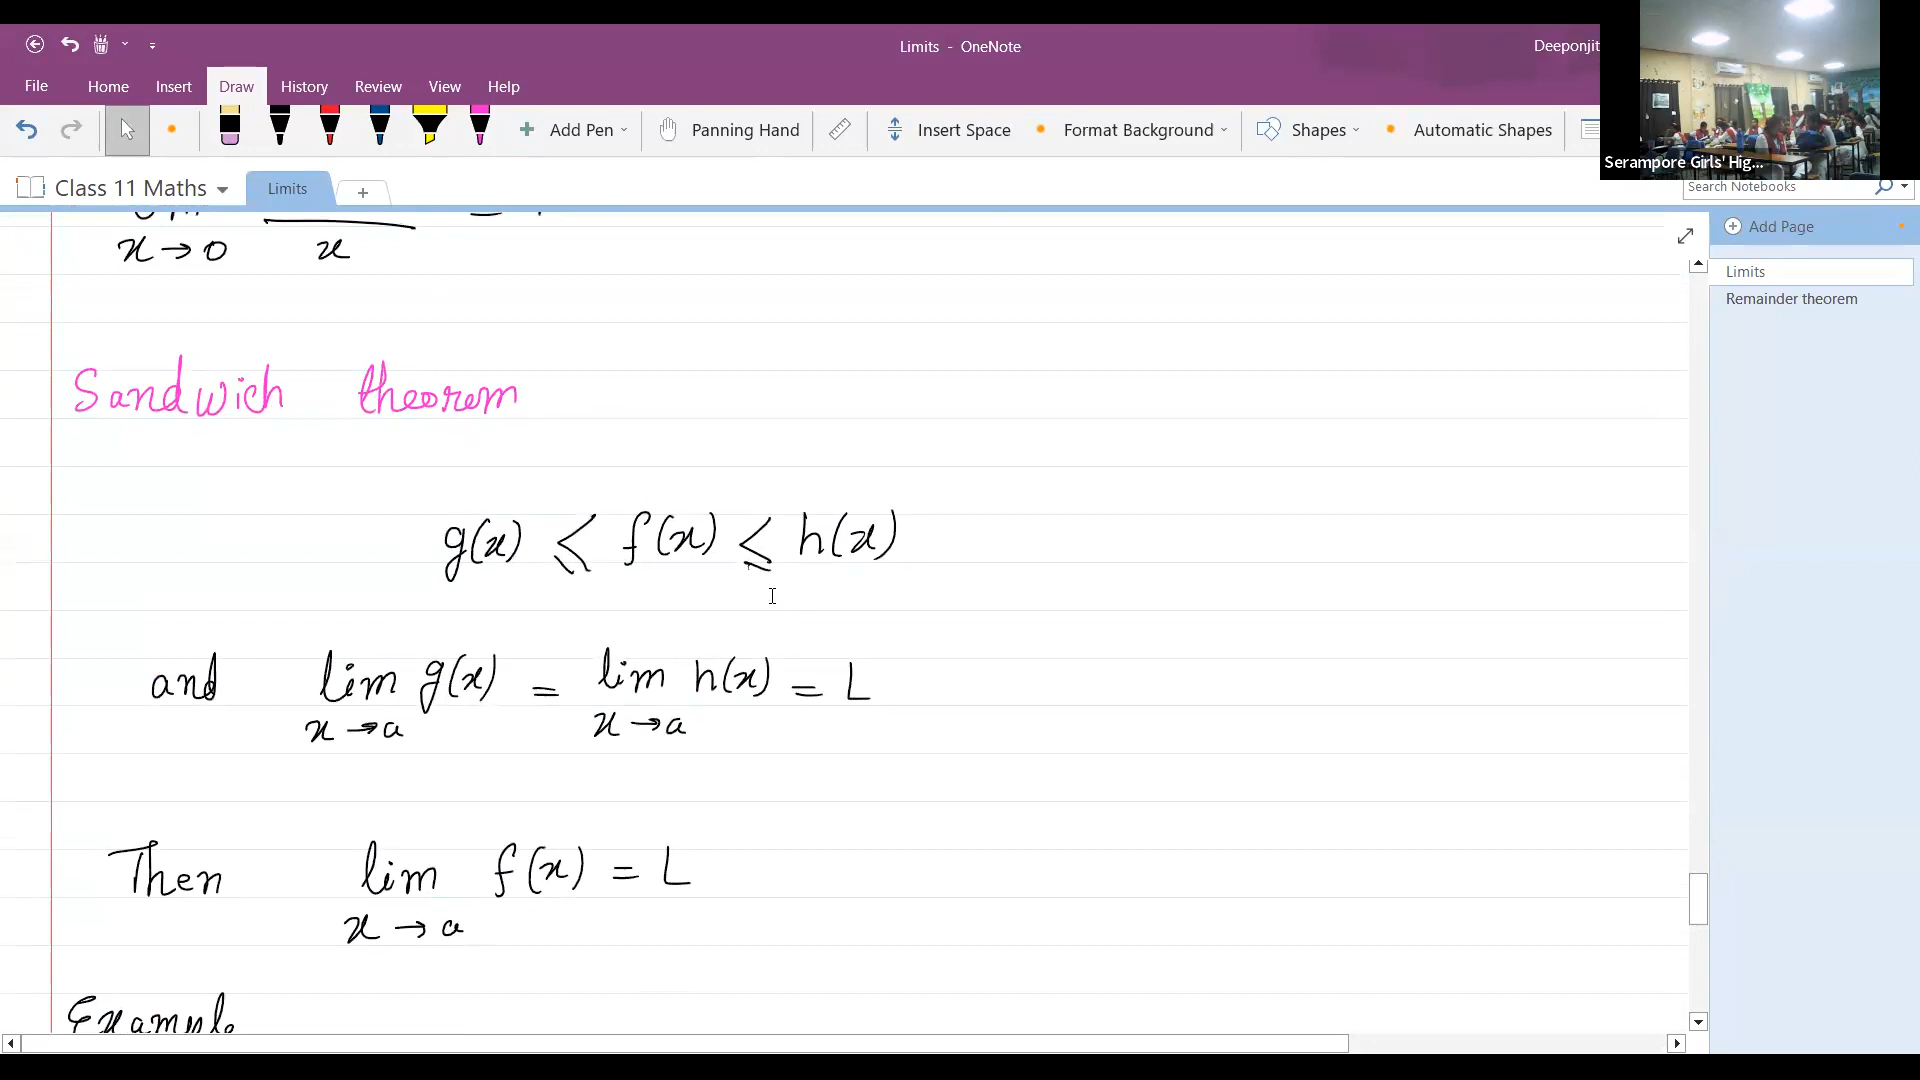 Limits - OneNote
Deeponjit
File Home Insert Draw History Review View Help
Add Pen Panning Hand Insert Space Format Background Shapes Automatic Shapes
Serampore Girls' Hig...
Class 11 Maths Limits
Search Notebooks
Add Page
Limits
Remainder theorem
x → 0 x
Sandwich theorem
g(x) ≤ f(x) ≤ h(x)
and lim g(x) = lim h(x) = L
x → a x → a
Then lim f(x) = L
x → a
Example